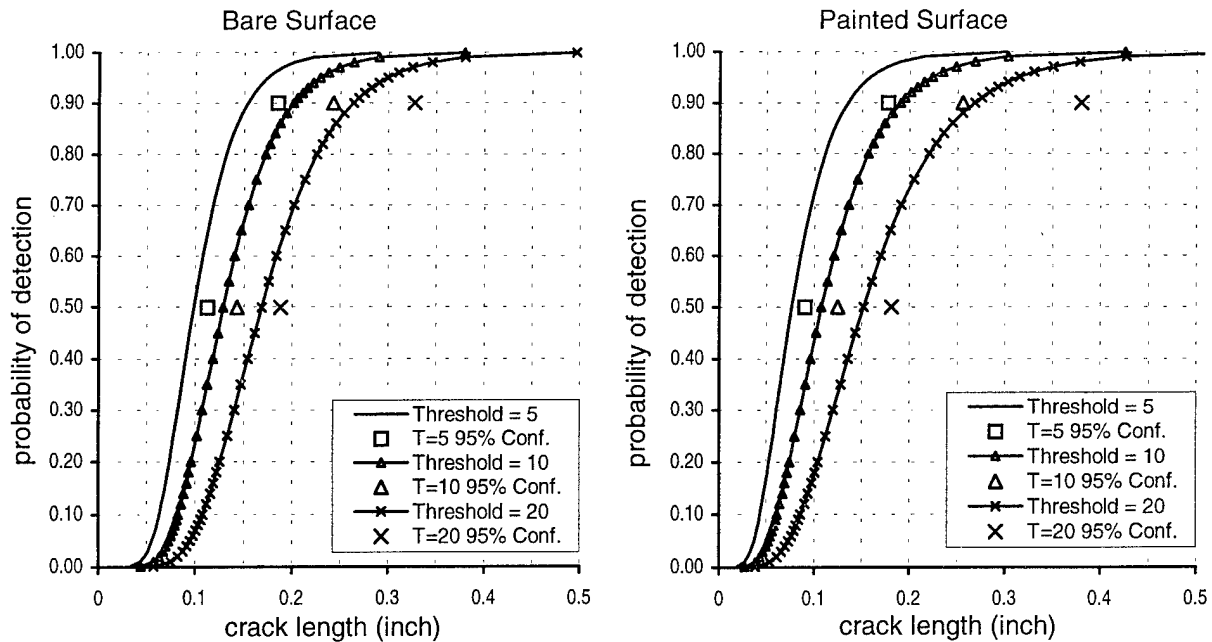 Bare Surface
probability of detection
1.00
0.90
0.80
0.70
0.60
0.50
0.40
0.30
0.20
0.10
0.00
0
0.1
0.2
0.3
0.4
0.5
crack length (inch)
Threshold = 5
T=5 95% Conf.
Threshold = 10
T=10 95% Conf.
Threshold = 20
T=20 95% Conf.
Painted Surface
probability of detection
1.00
0.90
0.80
0.70
0.60
0.50
0.40
0.30
0.20
0.10
0.00
0
0.1
0.2
0.3
0.4
0.5
crack length (inch)
Threshold = 5
T=5 95% Conf.
Threshold = 10
T=10 95% Conf.
Threshold = 20
T=20 95% Conf.